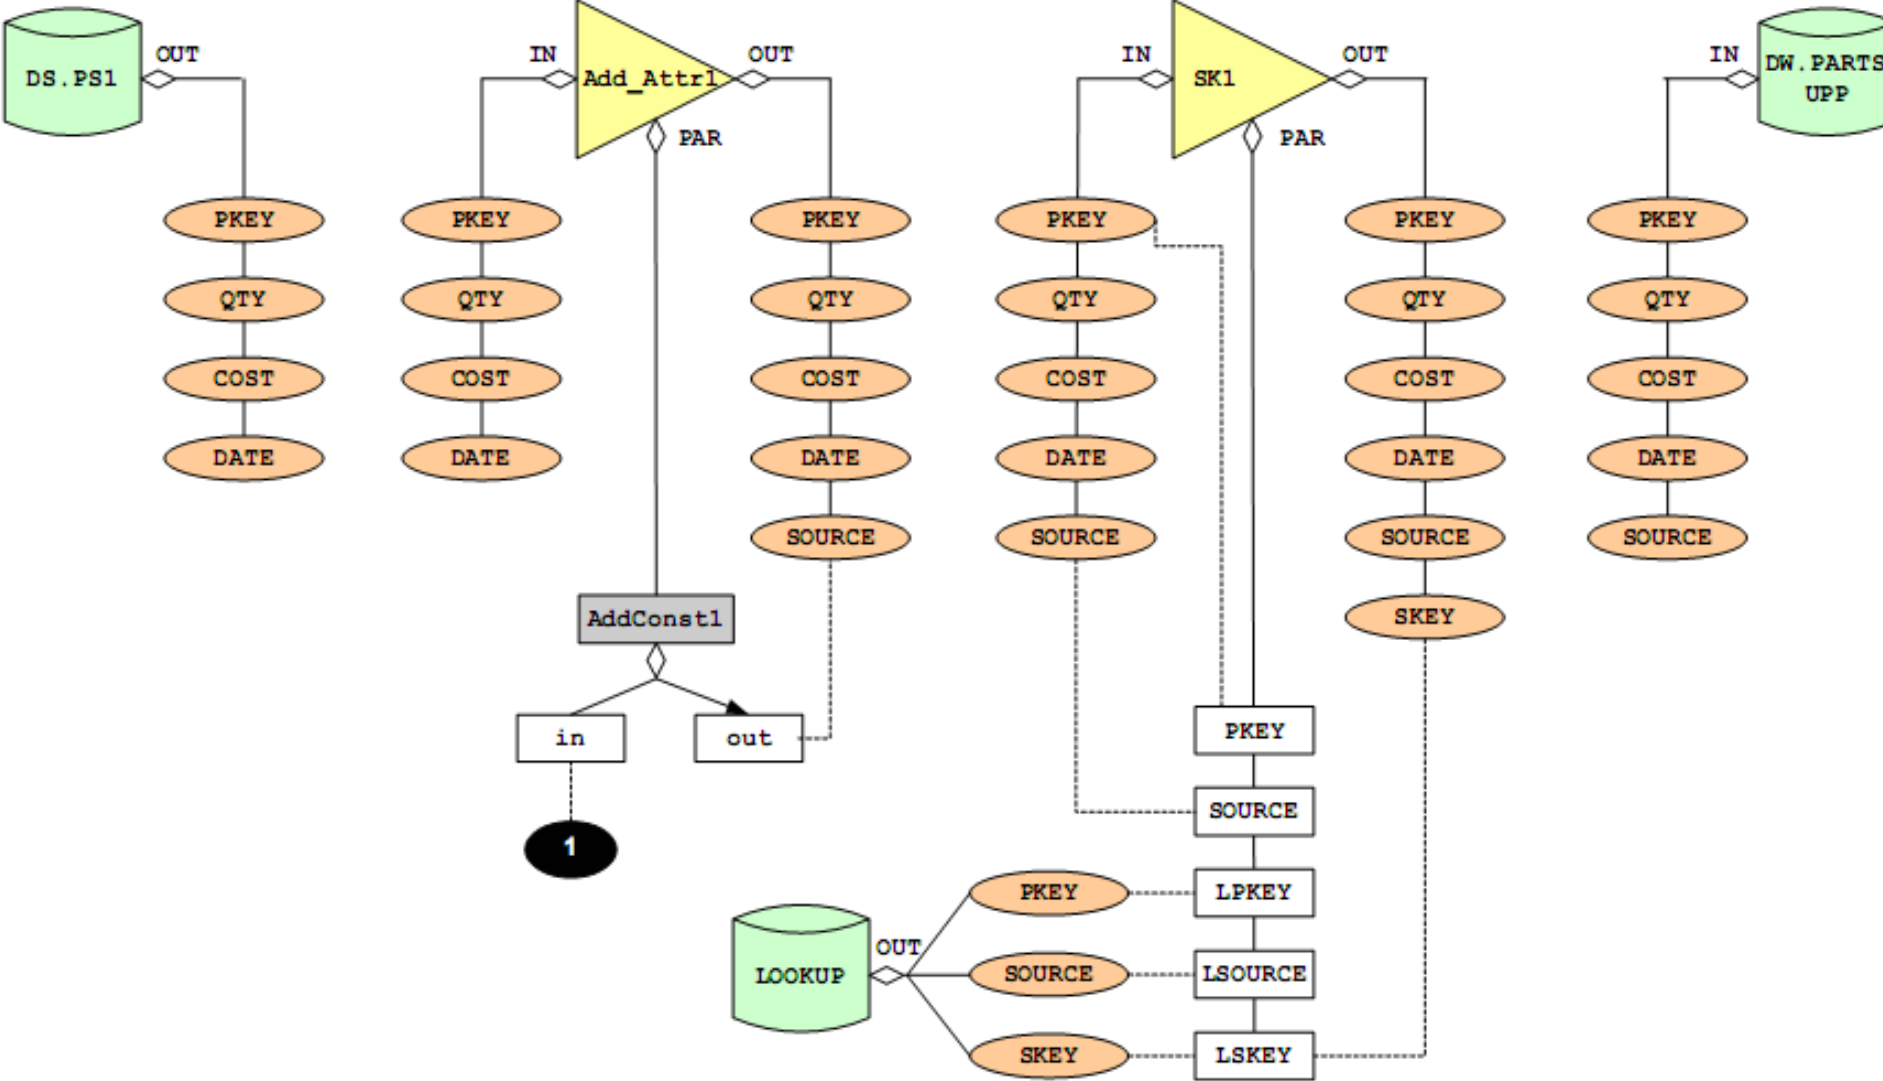 DS.PS1
OUT
PKEY
QTY
COST
DATE
IN
Add_Attr1
OUT
PAR
PKEY
QTY
COST
DATE
PKEY
QTY
COST
DATE
SOURCE
AddConst1
in
out
1
IN
SK1
OUT
PAR
PKEY
QTY
COST
DATE
SOURCE
PKEY
QTY
COST
DATE
SOURCE
SKEY
PKEY
SOURCE
LPKEY
LSOURCE
LSKEY
LOOKUP
OUT
PKEY
SOURCE
SKEY
IN
DW.PARTS
UPP
PKEY
QTY
COST
DATE
SOURCE